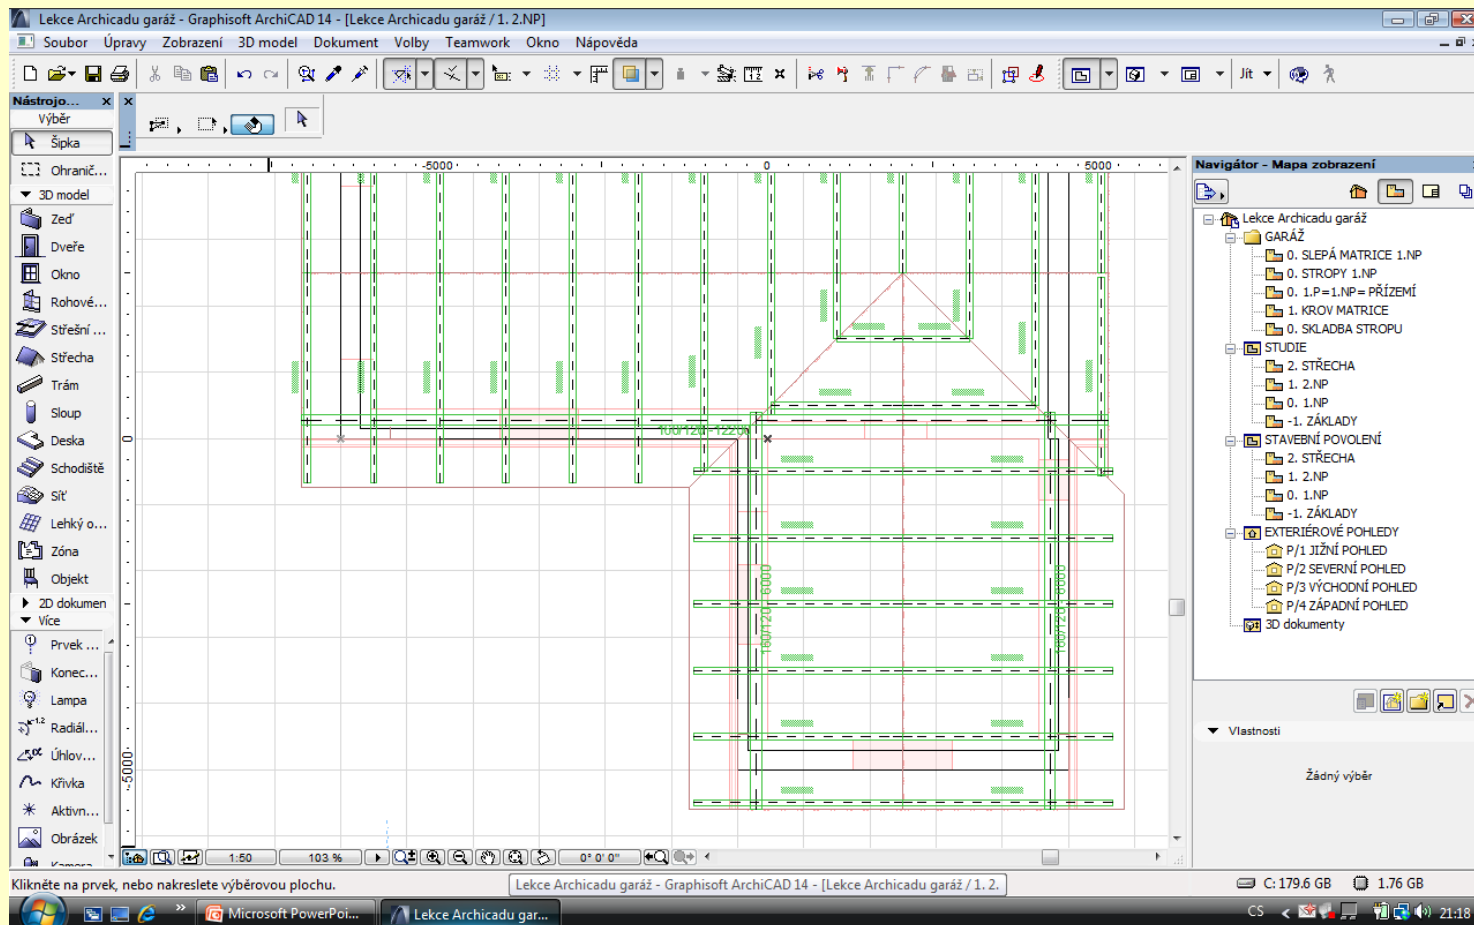 Lekce Archicadu garáž - Graphisoft ArchiCAD 14 - [Lekce Archicadu garáž / 1. 2.NP]
Soubor Úpravy Zobrazení 3D model Dokument Volby Teamwork Okno Nápověda
Jít
Nástrojo...
Výběr
Šipka
Ohranič...
3D model
Zeď
Dveře
Okno
Rohové...
Střešní ...
Střecha
Trám
Sloup
Deska
Schodiště
Síť
Lehký o...
Zóna
Objekt
2D dokumen
Více
Prvek ...
Konec...
Lampa
Radiál...
Úhlov...
Křivka
Aktivn...
Obrázek
Kamera
-5000
0
5000
0
-5000
160/120 - 6000
160/120 - 6000
Navigátor - Mapa zobrazení
Lekce Archicadu garáž
GARÁŽ
0. SLEPÁ MATRICE 1.NP
0. STROPY 1.NP
0. 1.P=1.NP= PŘÍZEMÍ
1. KROV MATRICE
0. SKLADBA STROPU
STUDIE
2. STŘECHA
1. 2.NP
0. 1.NP
-1. ZÁKLADY
STAVEBNÍ POVOLENÍ
2. STŘECHA
1. 2.NP
0. 1.NP
-1. ZÁKLADY
EXTERIÉROVÉ POHLEDY
P/1 JIŽNÍ POHLED
P/2 SEVERNÍ POHLED
P/3 VÝCHODNÍ POHLED
P/4 ZÁPADNÍ POHLED
3D dokumenty
Vlastnosti
Žádný výběr
1:50
103 %
0° 0' 0"
Klikněte na prvek, nebo nakreslete výběrovou plochu.
Lekce Archicadu garáž - Graphisoft ArchiCAD 14 - [Lekce Archicadu garáž / 1. 2.
C: 179.6 GB
1.76 GB
Microsoft PowerPoi...
Lekce Archicadu gar...
CS
21:18